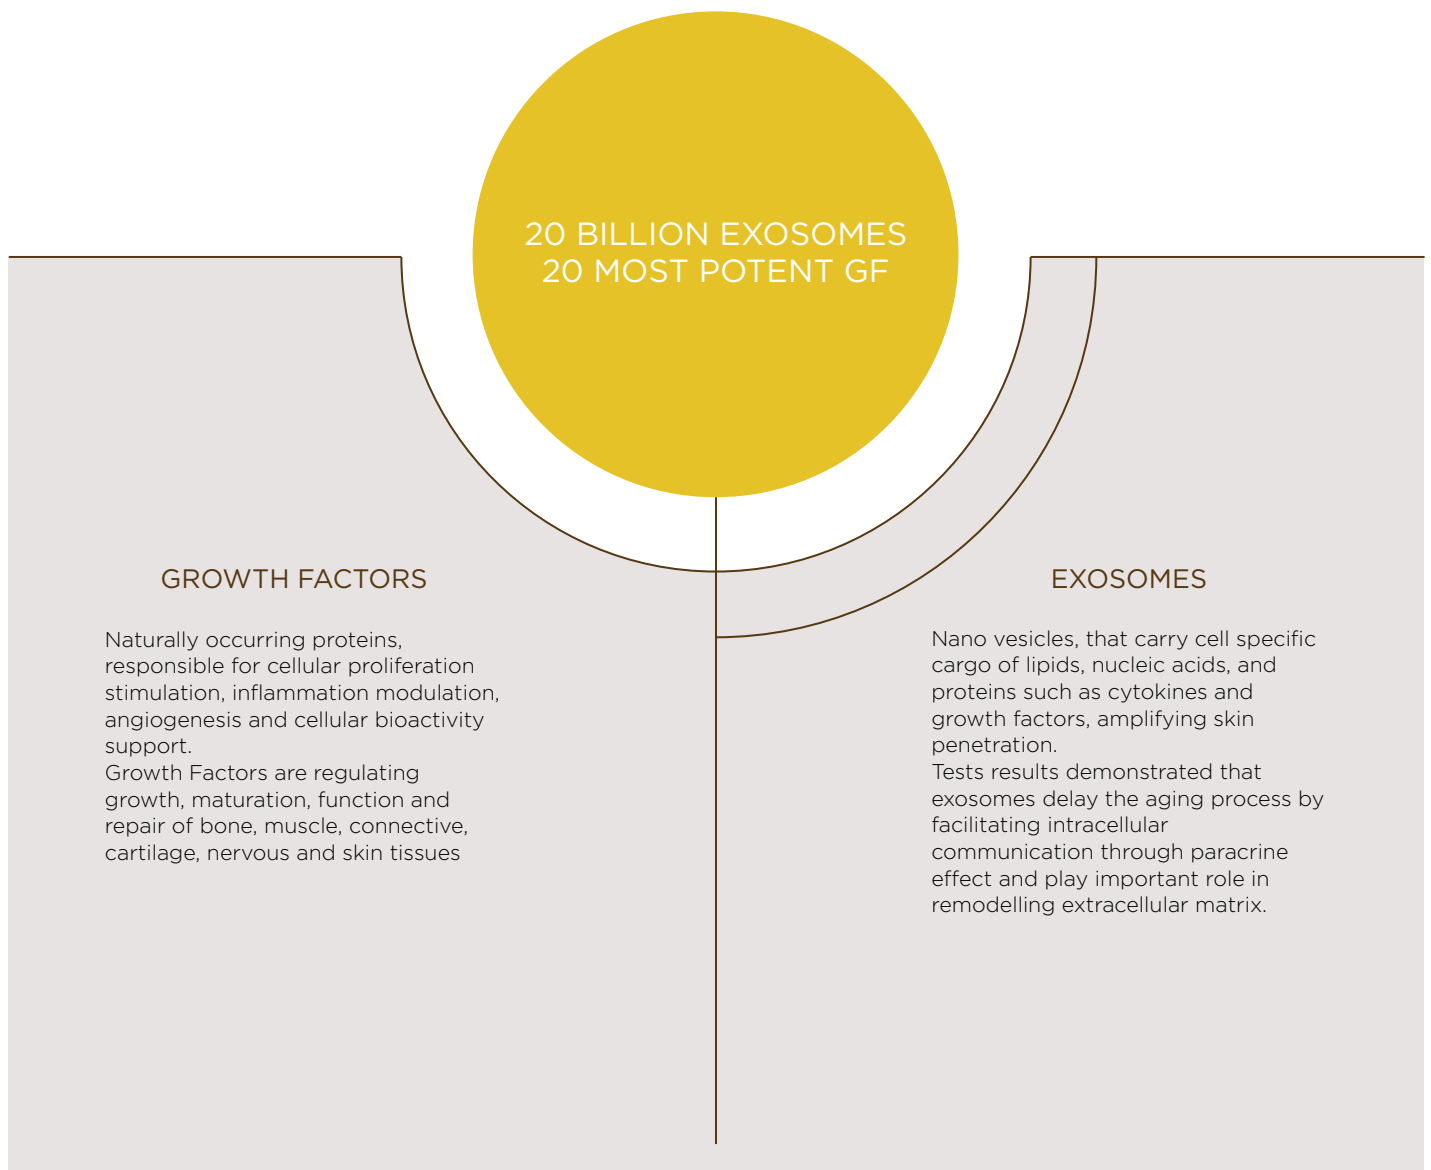 20 BILLION EXOSOMES
20 MOST POTENT GF
GROWTH FACTORS
Naturally occurring proteins,
responsible for cellular proliferation
stimulation, inflammation modulation,
angiogenesis and cellular bioactivity
support.
Growth Factors are regulating
growth, maturation, function and
repair of bone, muscle, connective,
cartilage, nervous and skin tissues
EXOSOMES
Nano vesicles, that carry cell specific
cargo of lipids, nucleic acids, and
proteins such as cytokines and
growth factors, amplifying skin
penetration.
Tests results demonstrated that
exosomes delay the aging process by
facilitating intracellular
communication through paracrine
effect and play important role in
remodelling extracellular matrix.